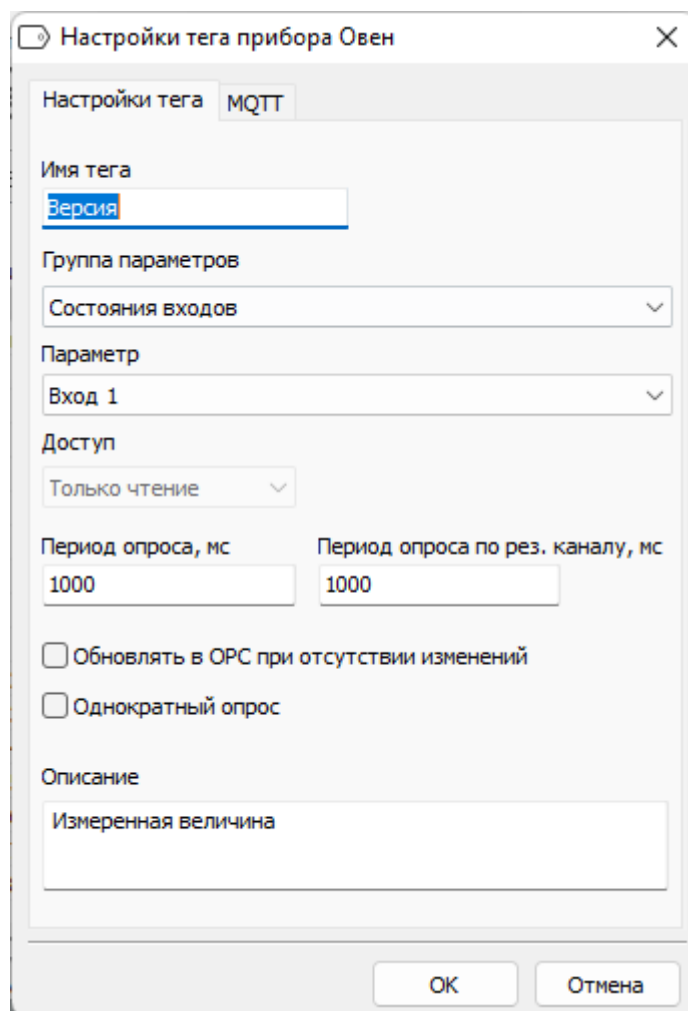 Настройки тега прибора Овен
Настройки тега MQTT
Имя тега
Версия
Группа параметров
Состояния входов
Параметр
Вход 1
Доступ
Только чтение
Период опроса, мс Период опроса по рез. каналу, мс
1000 1000
Обновлять в OPC при отсутствии изменений
Однократный опрос
Описание
Измеренная величина
OK Отмена